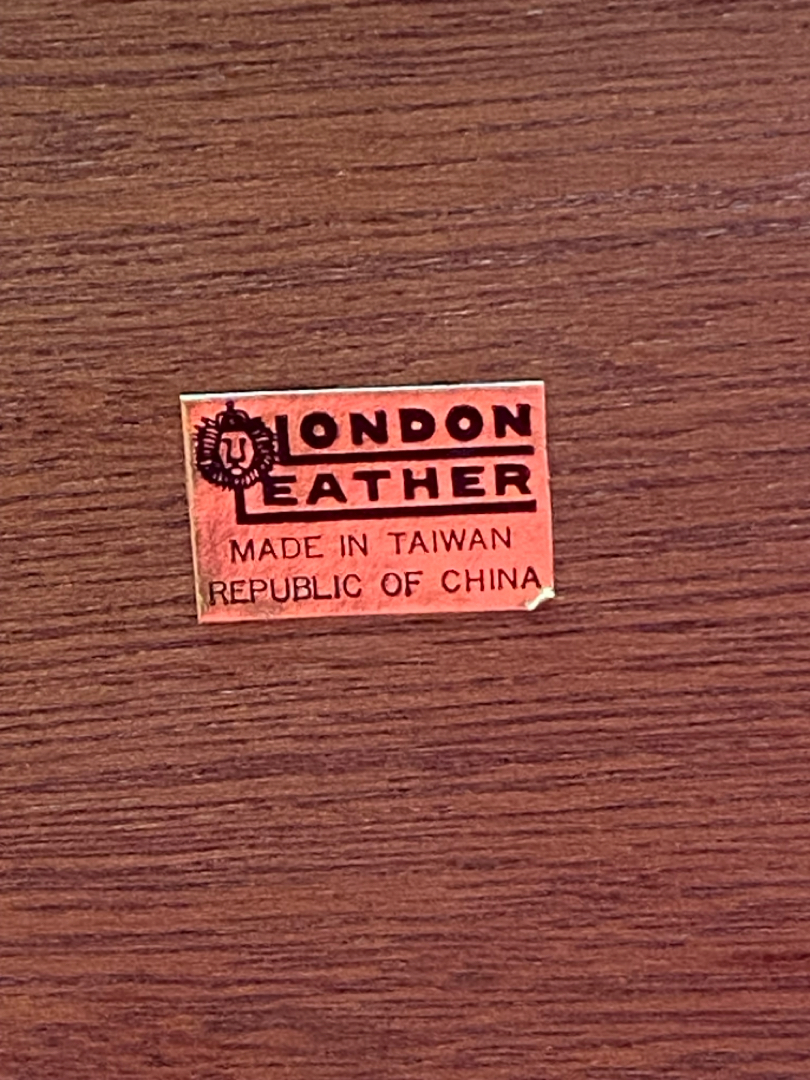 LONDON
LEATHER
MADE IN TAIWAN
REPUBLIC OF CHINA